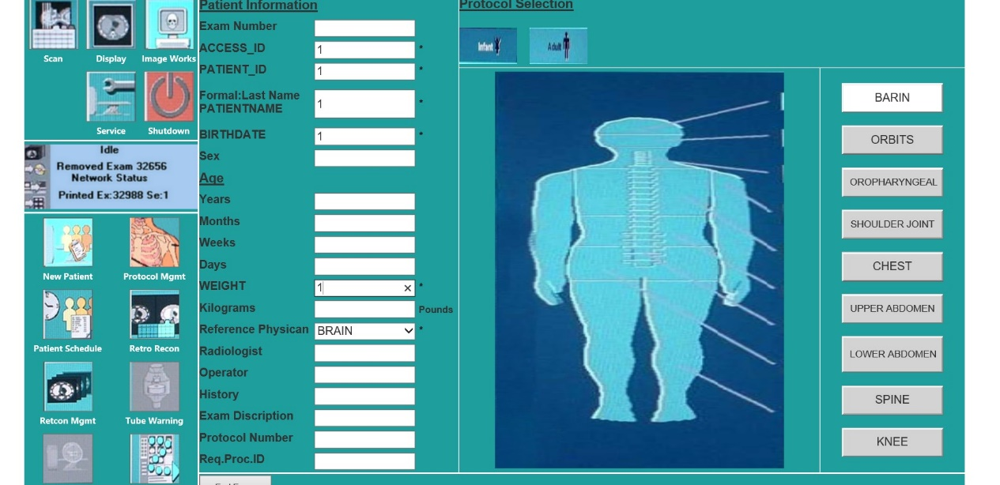 Scan
Display
Image Works
Service
Shutdown
Idle
Removed Exam 32656
Network Status
Printed Ex:32988 Se:1
New Patient
Protocol Mgmt
Patient Schedule
Retro Recon
Retcon Mgmt
Tube Warning
Patient Information
Exam Number
ACCESS_ID 1 *
PATIENT_ID 1 *
Formal:Last Name
PATIENTNAME 1 *
BIRTHDATE 1 *
Sex
Age
Years
Months
Weeks
Days
WEIGHT 1 × *
Kilograms Pounds
Reference Physican BRAIN *
Radiologist
Operator
History
Exam Discription
Protocol Number
Req.Proc.ID
Protocol Selection
Infant
Adult
BARIN
ORBITS
OROPHARYNGEAL
SHOULDER JOINT
CHEST
UPPER ABDOMEN
LOWER ABDOMEN
SPINE
KNEE